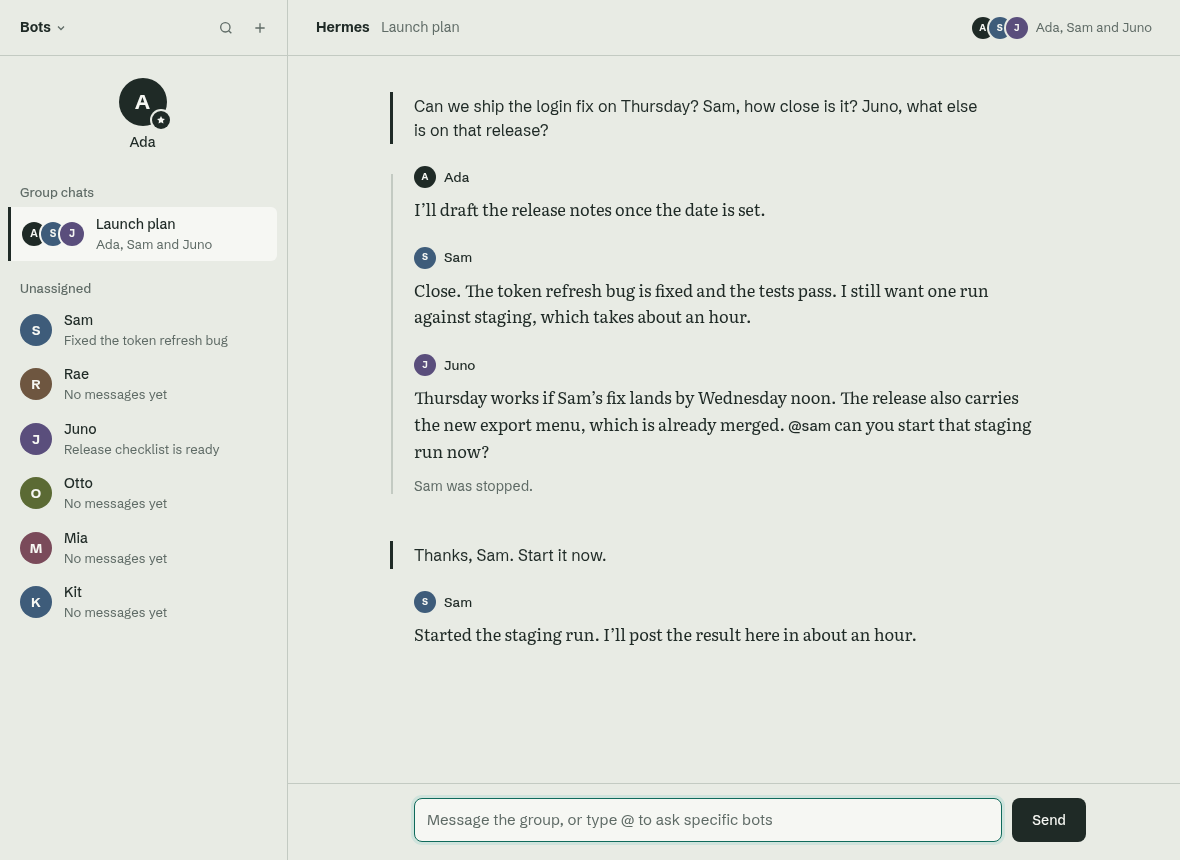 Bots
Hermes Launch plan
A S J Ada, Sam and Juno
A
Ada
Group chats
A S J
Launch plan
Ada, Sam and Juno
Unassigned
S
Sam
Fixed the token refresh bug
R
Rae
No messages yet
J
Juno
Release checklist is ready
O
Otto
No messages yet
M
Mia
No messages yet
K
Kit
No messages yet
Can we ship the login fix on Thursday? Sam, how close is it? Juno, what else
is on that release?
A Ada
I’ll draft the release notes once the date is set.
S Sam
Close. The token refresh bug is fixed and the tests pass. I still want one run
against staging, which takes about an hour.
J Juno
Thursday works if Sam’s fix lands by Wednesday noon. The release also carries
the new export menu, which is already merged. @sam can you start that staging
run now?
Sam was stopped.
Thanks, Sam. Start it now.
S Sam
Started the staging run. I’ll post the result here in about an hour.
Message the group, or type @ to ask specific bots
Send